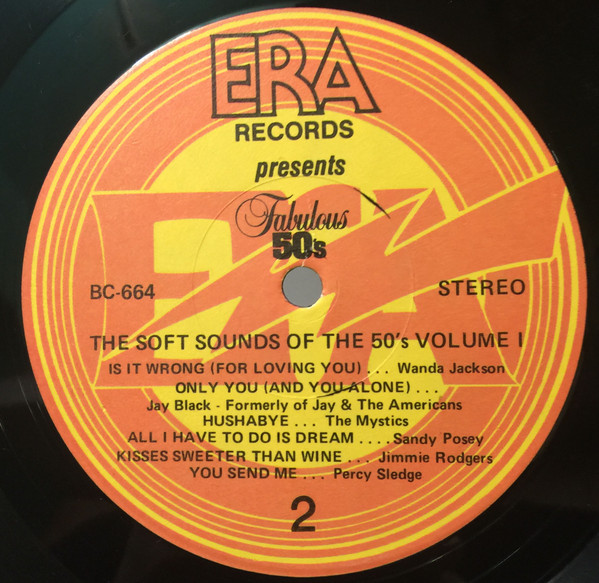 ERA
RECORDS
presents
Fabulous
50's
BC-664
STEREO
THE SOFT SOUNDS OF THE 50's VOLUME I
IS IT WRONG (FOR LOVING YOU) . . . Wanda Jackson
ONLY YOU (AND YOU ALONE) . . .
Jay Black - Formerly of Jay & The Americans
HUSHABYE . . . The Mystics
ALL I HAVE TO DO IS DREAM . . . . Sandy Posey
KISSES SWEETER THAN WINE . . . Jimmie Rodgers
YOU SEND ME . . . Percy Sledge
2
ERA